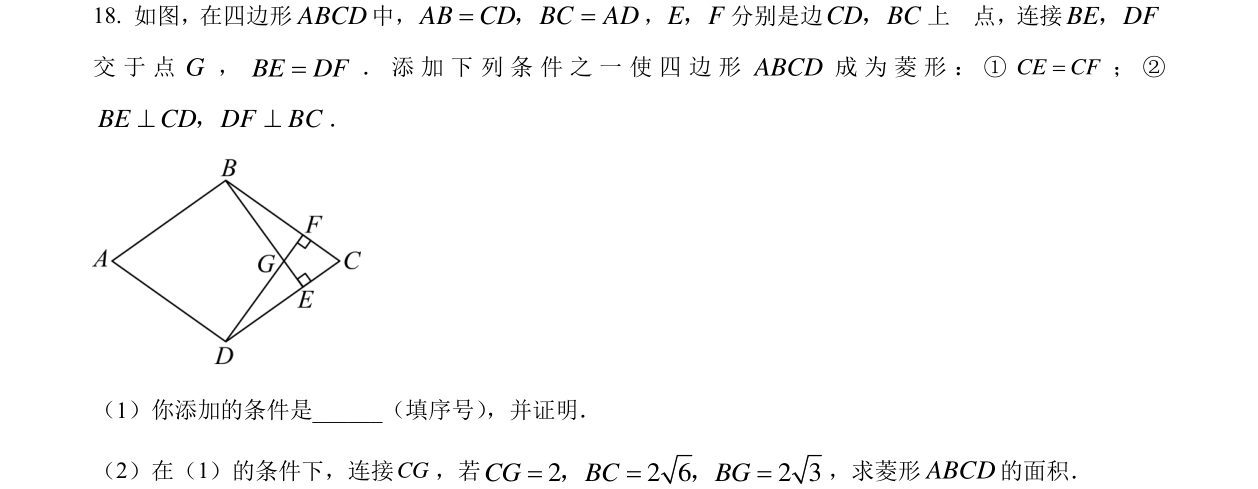 18. 如图，在四边形ABCD中，AB = CD，BC = AD，E，F分别是边CD，BC上 点，连接BE，DF
交于点G，BE = DF．添加下列条件之一使四边形ABCD成为菱形：①CE = CF；②
BE⊥CD，DF⊥BC．
B
F
A
G
C
E
D
（1）你添加的条件是______（填序号），并证明．
（2）在（1）的条件下，连接CG，若CG = 2，BC = 2√6，BG = 2√3，求菱形ABCD的面积．